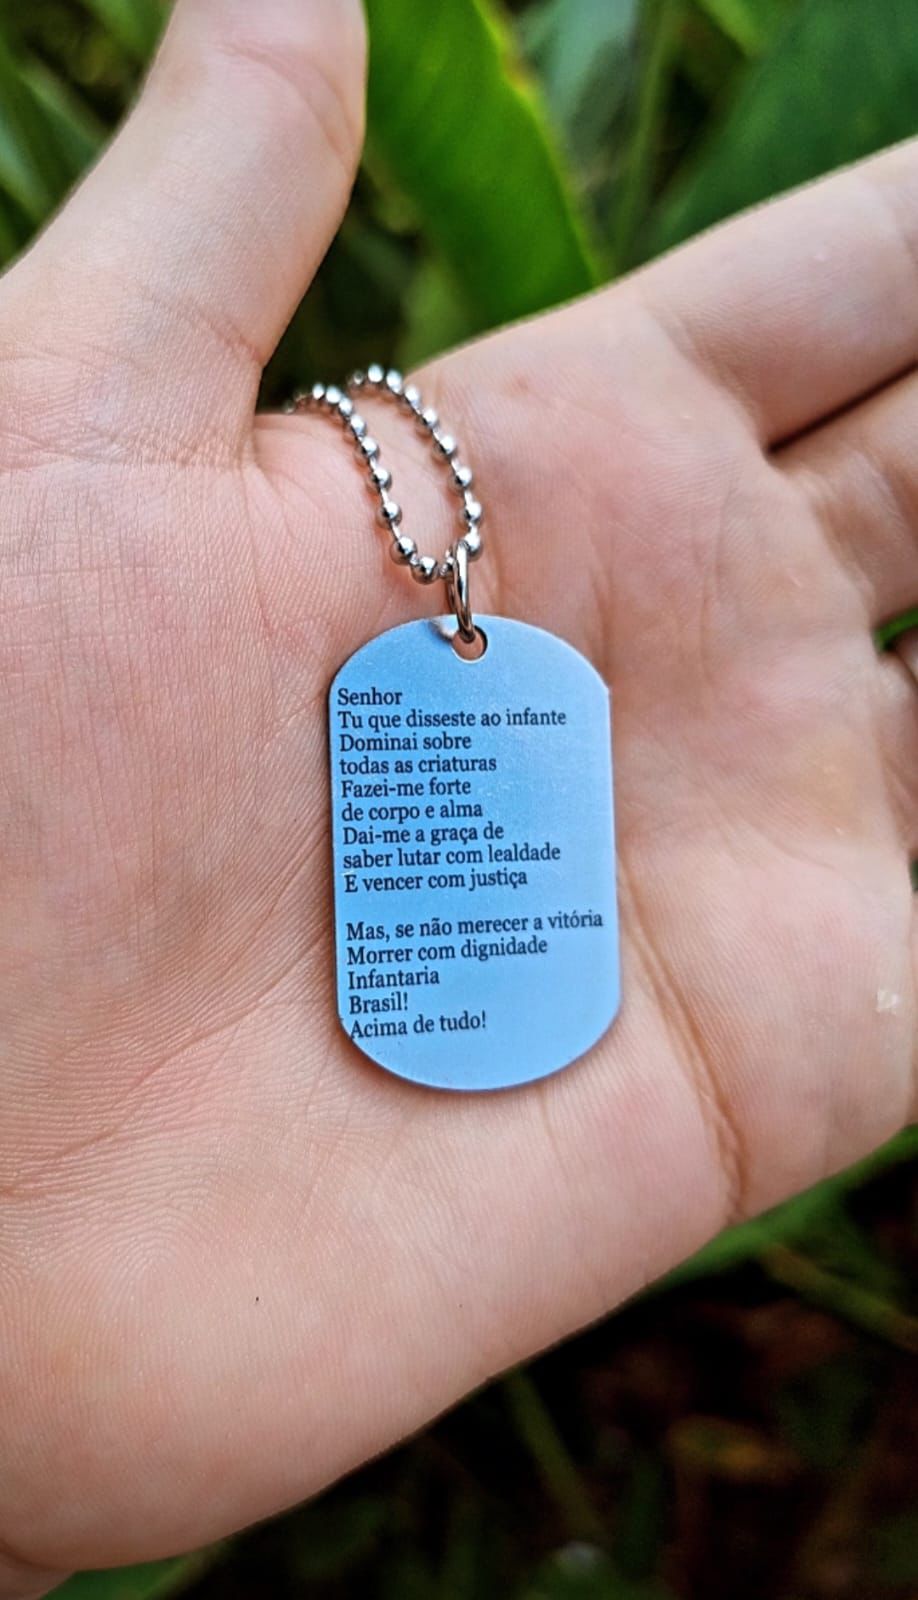 Senhor
Tu que disseste ao infante
Dominai sobre
todas as criaturas
Fazei-me forte
de corpo e alma
Dai-me a graça de
saber lutar com lealdade
E vencer com justiça
Mas, se não merecer a vitória
Morrer com dignidade
Infantaria
Brasil!
Acima de tudo!